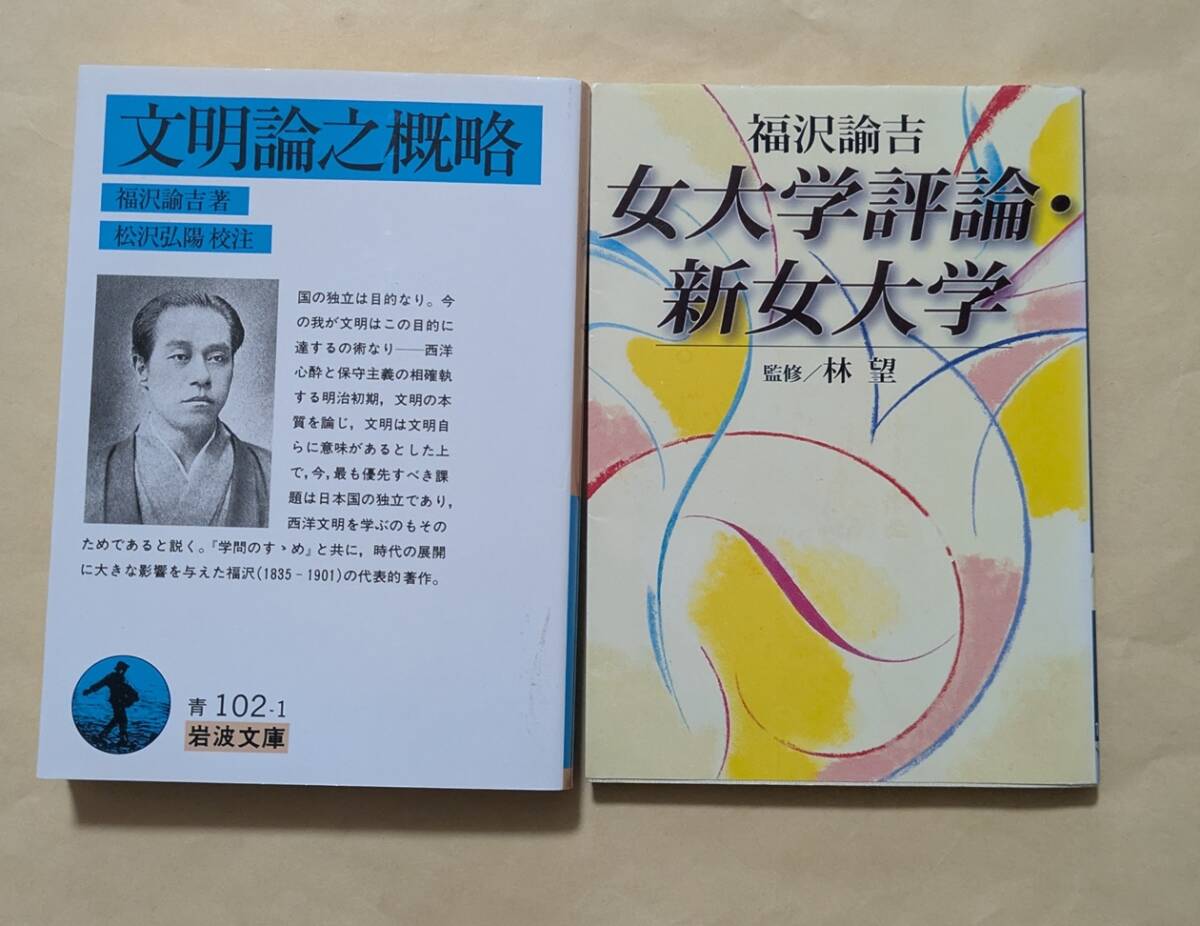 文明論之概略
福沢諭吉著
松沢弘陽 校注
国の独立は目的なり。今
の我が文明はこの目的に
達するの術なり──西洋
心酔と保守主義の相確執
する明治初期，文明の本
質を論じ，文明は文明自
らに意味があるとした上
で，今，最も優先すべき課
題は日本国の独立であり，
西洋文明を学ぶのもその
ためであると説く。『学問のすゝめ』と共に，時代の展開
に大きな影響を与えた福沢(1835－1901)の代表的著作。
青 102-1
岩波文庫
福沢諭吉
女大学評論・
新女大学
監修／林 望